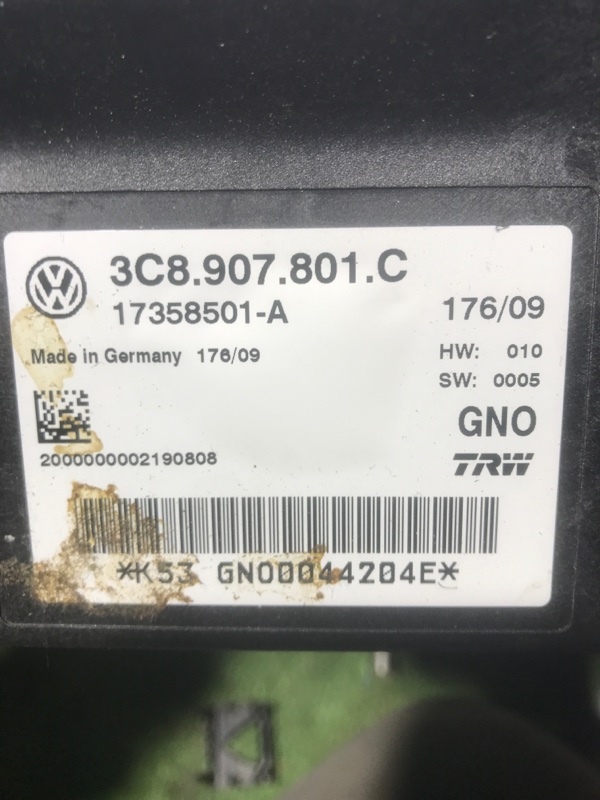 3C8.907.801.C
17358501-A 176/09
Made in Germany 176/09 HW: 010
SW: 0005
GNO
2000000002190808 TRW
*K53 GNO0044204E*